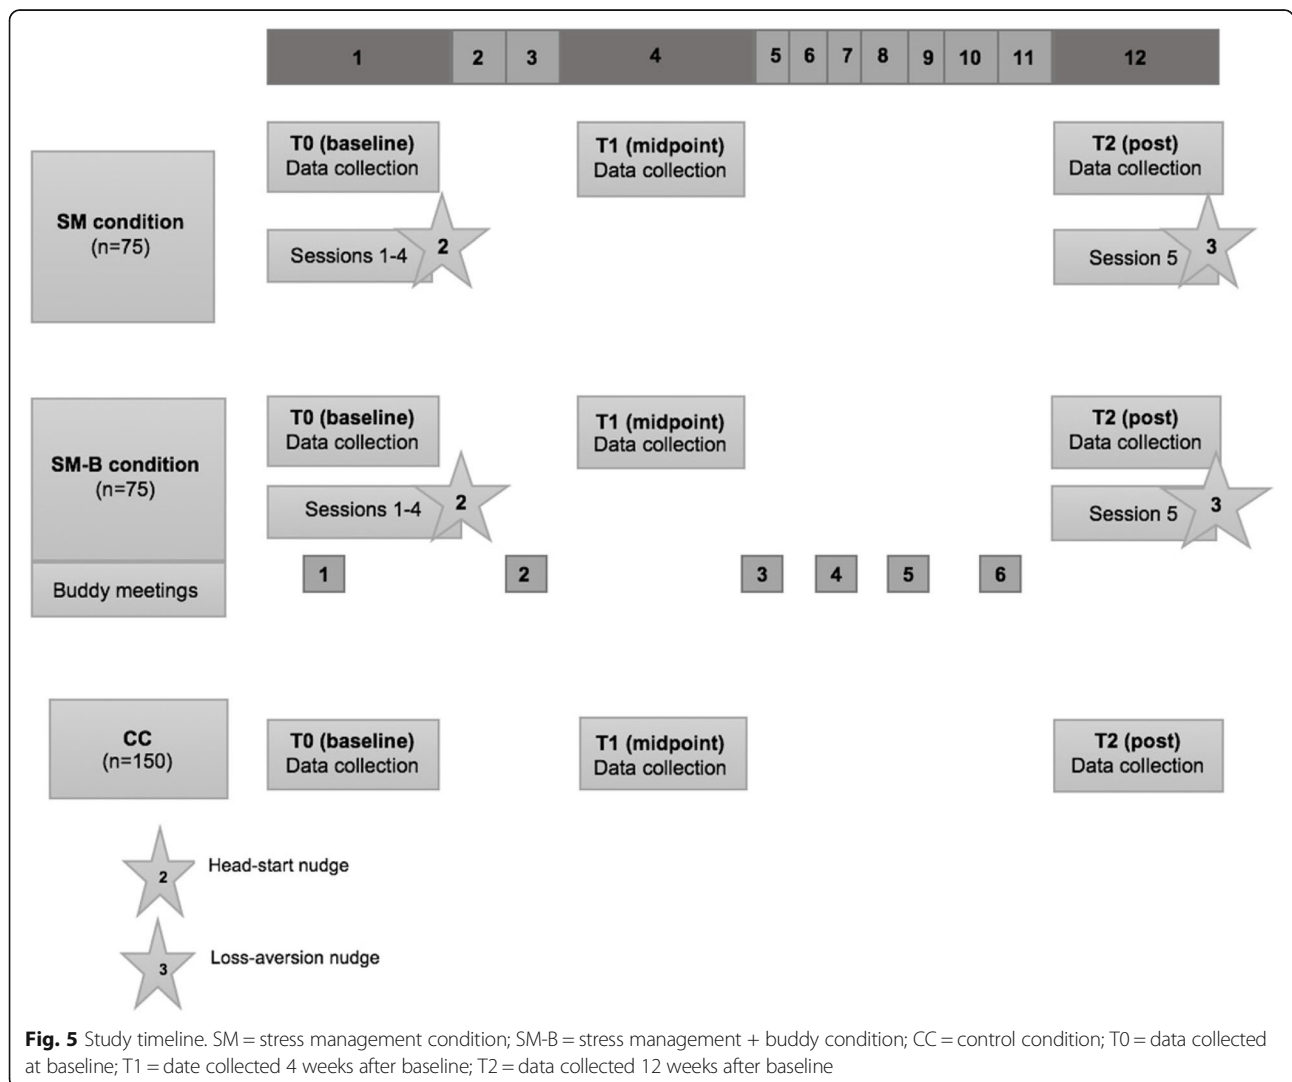 1 2 3 4 5 6 7 8 9 10 11 12
T0 (baseline)
Data collection
T1 (midpoint)
Data collection
T2 (post)
Data collection
SM condition
(n=75)
Sessions 1-4
2
Session 5
3
T0 (baseline)
Data collection
T1 (midpoint)
Data collection
T2 (post)
Data collection
SM-B condition
(n=75)
Sessions 1-4
2
Session 5
3
Buddy meetings
1 2 3 4 5 6
CC
(n=150)
T0 (baseline)
Data collection
T1 (midpoint)
Data collection
T2 (post)
Data collection
2
Head-start nudge
3
Loss-aversion nudge
Fig. 5 Study timeline. SM = stress management condition; SM-B = stress management + buddy condition; CC = control condition; T0 = data collected
at baseline; T1 = date collected 4 weeks after baseline; T2 = data collected 12 weeks after baseline